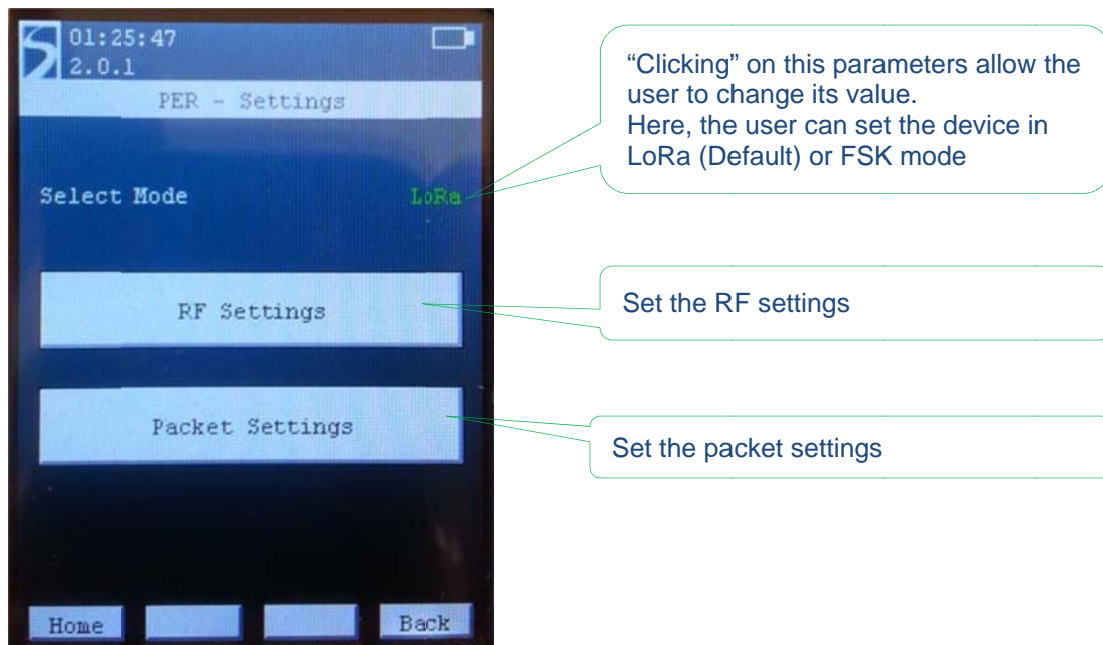 01:25:47
2.0.1
PER - Settings
Select Mode
LoRa
RF Settings
Packet Settings
Home
Back
“Clicking” on this parameters allow the
user to change its value.
Here, the user can set the device in
LoRa (Default) or FSK mode
Set the RF settings
Set the packet settings